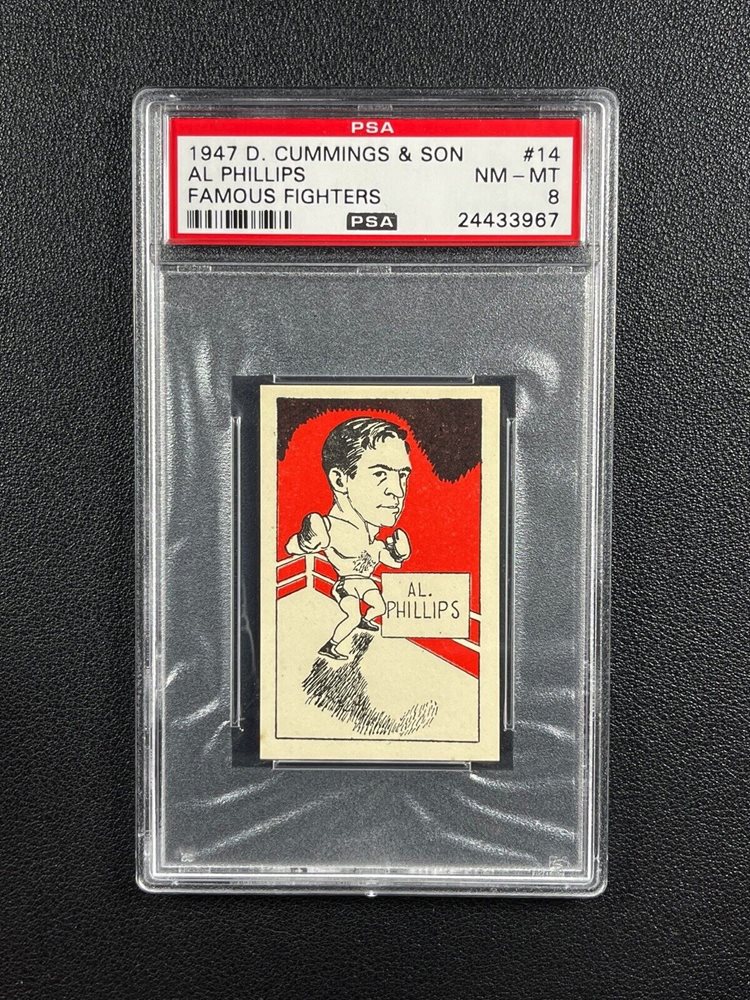 PSA
1947 D. CUMMINGS & SON #14
AL PHILLIPS NM – MT
FAMOUS FIGHTERS 8
PSA 24433967
AL.
PHILLIPS